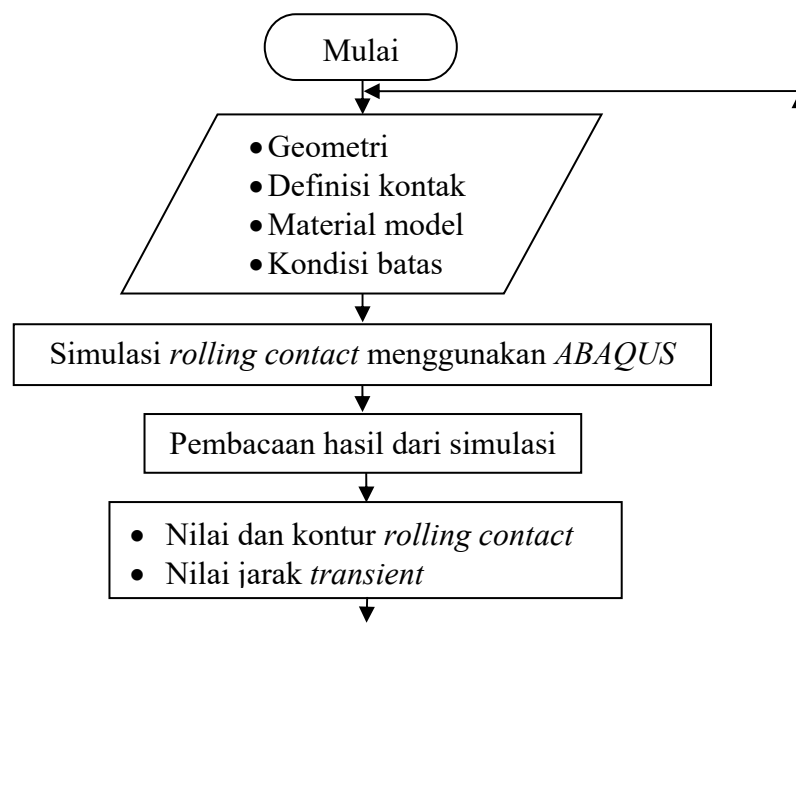 Mulai
• Geometri
• Definisi kontak
• Material model
• Kondisi batas
Simulasi rolling contact menggunakan ABAQUS
Pembacaan hasil dari simulasi
• Nilai dan kontur rolling contact
• Nilai jarak transient